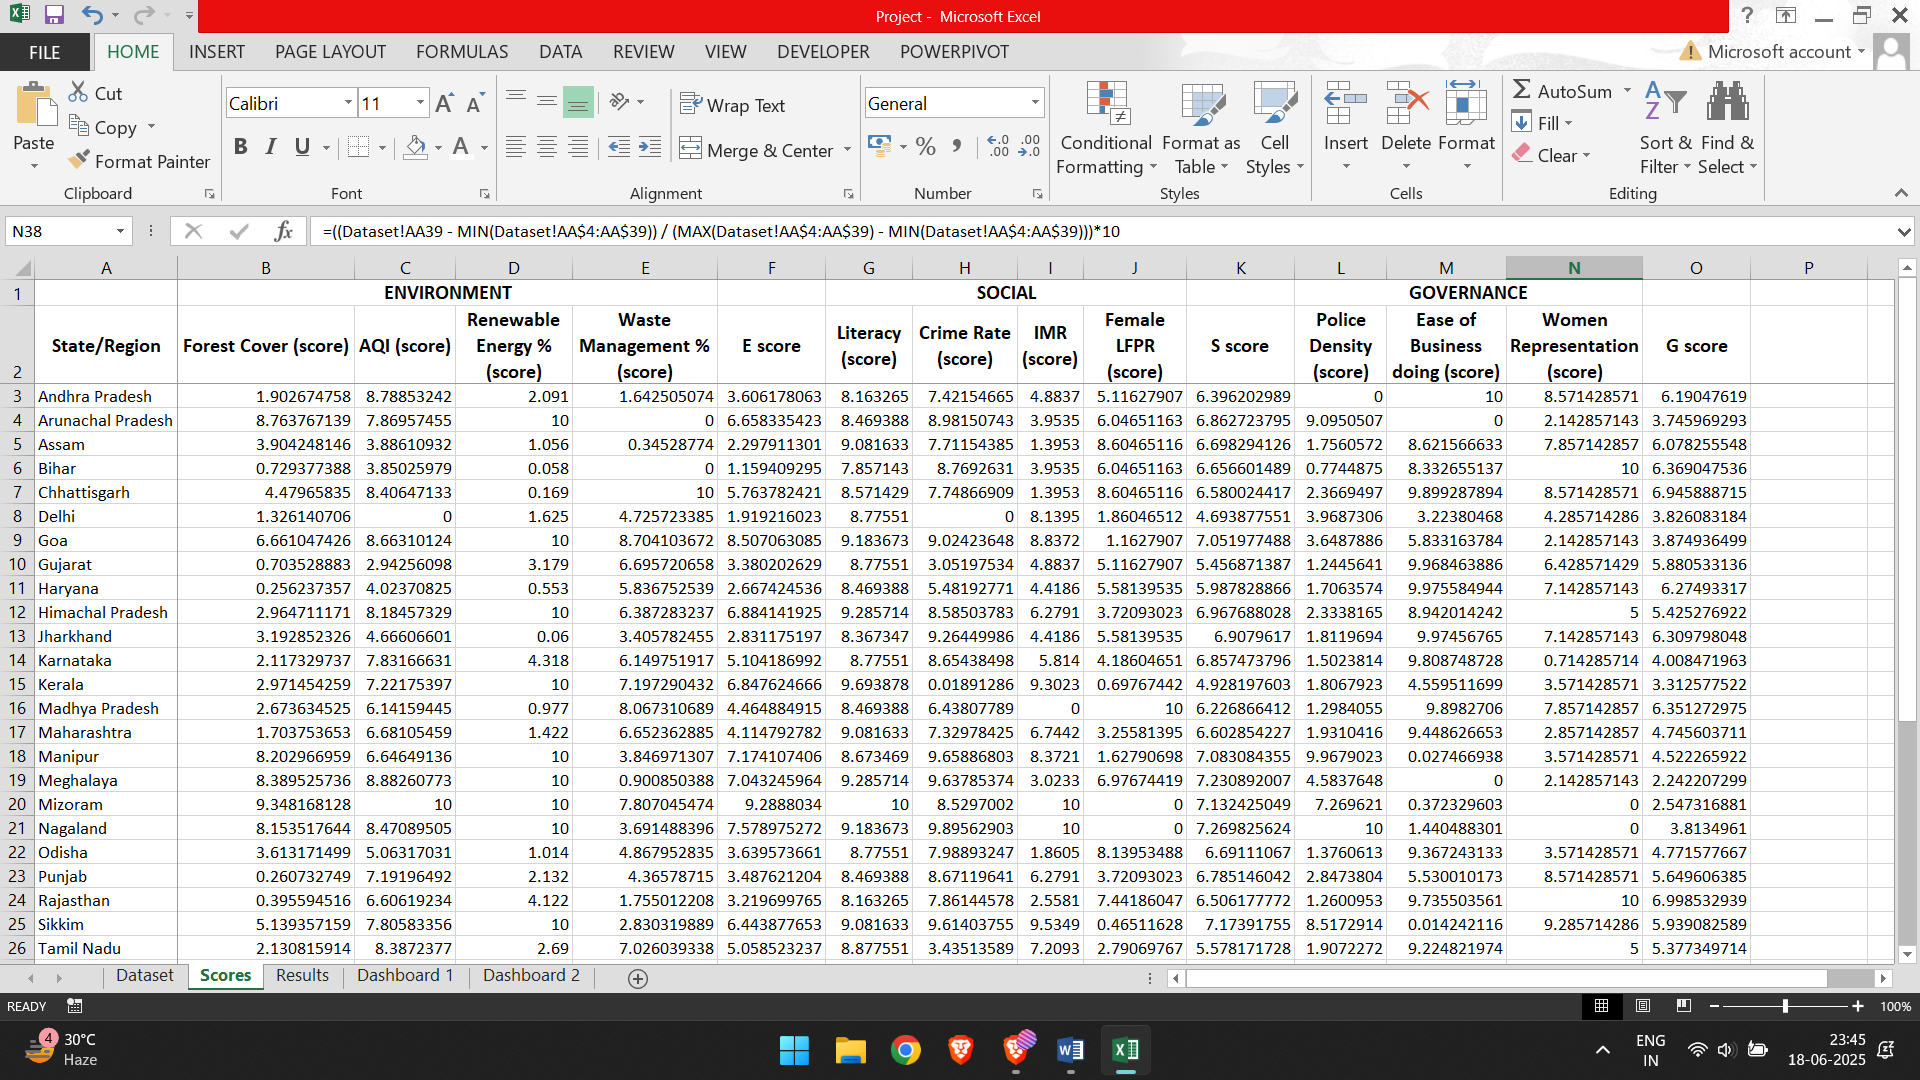 Project - Microsoft Excel
FILE HOME INSERT PAGE LAYOUT FORMULAS DATA REVIEW VIEW DEVELOPER POWERPIVOT Microsoft account
Cut Calibri 11 Wrap Text General AutoSum
Copy Fill
Paste Conditional Format as Cell Insert Delete Format Sort & Find &
Format Painter Merge & Center Formatting Table Styles Clear Filter Select
Clipboard Font Alignment Number Styles Cells Editing
N38 =((Dataset!AA39 - MIN(Dataset!AA$4:AA$39)) / (MAX(Dataset!AA$4:AA$39) - MIN(Dataset!AA$4:AA$39)))*10
A B C D E F G H I J K L M N O P
1 ENVIRONMENT SOCIAL GOVERNANCE
2 State/Region Forest Cover (score) AQI (score) Renewable Energy % (score) Waste Management % (score) E score Literacy (score) Crime Rate (score) IMR (score) Female LFPR (score) S score Police Density (score) Ease of Business doing (score) Women Representation (score) G score
3 Andhra Pradesh 1.902674758 8.78853242 2.091 1.642505074 3.606178063 8.163265 7.42154665 4.8837 5.11627907 6.396202989 0 10 8.571428571 6.19047619
4 Arunachal Pradesh 8.763767139 7.86957455 10 0 6.658335423 8.469388 8.98150743 3.9535 6.04651163 6.862723795 9.0950507 0 2.142857143 3.745969293
5 Assam 3.904248146 3.88610932 1.056 0.34528774 2.297911301 9.081633 7.71154385 1.3953 8.60465116 6.698294126 1.7560572 8.621566633 7.857142857 6.078255548
6 Bihar 0.729377388 3.85025979 0.058 0 1.159409295 7.857143 8.7692631 3.9535 6.04651163 6.656601489 0.7744875 8.332655137 10 6.369047536
7 Chhattisgarh 4.47965835 8.40647133 0.169 10 5.763782421 8.571429 7.74866909 1.3953 8.60465116 6.580024417 2.3669497 9.899287894 8.571428571 6.945888715
8 Delhi 1.326140706 0 1.625 4.725723385 1.919216023 8.77551 0 8.1395 1.86046512 4.693877551 3.9687306 3.22380468 4.285714286 3.826083184
9 Goa 6.661047426 8.66310124 10 8.704103672 8.507063085 9.183673 9.02423648 8.8372 1.1627907 7.051977488 3.6487886 5.833163784 2.142857143 3.874936499
10 Gujarat 0.703528883 2.94256098 3.179 6.695720658 3.380202629 8.77551 3.05197534 4.8837 5.11627907 5.456871387 1.2445641 9.968463886 6.428571429 5.880533136
11 Haryana 0.256237357 4.02370825 0.553 5.836752539 2.667424536 8.469388 5.48192771 4.4186 5.58139535 5.987828866 1.7063574 9.975584944 7.142857143 6.27493317
12 Himachal Pradesh 2.964711171 8.18457329 10 6.387283237 6.884141925 9.285714 8.58503783 6.2791 3.72093023 6.967688028 2.3338165 8.942014242 5 5.425276922
13 Jharkhand 3.192852326 4.66606601 0.06 3.405782455 2.831175197 8.367347 9.26449986 4.4186 5.58139535 6.9079617 1.8119694 9.97456765 7.142857143 6.309798048
14 Karnataka 2.117329737 7.83166631 4.318 6.149751917 5.104186992 8.77551 8.65438498 5.814 4.18604651 6.857473796 1.5023814 9.808748728 0.714285714 4.008471963
15 Kerala 2.971454259 7.22175397 10 7.197290432 6.847624666 9.693878 0.01891286 9.3023 0.69767442 4.928197603 1.8067923 4.559511699 3.571428571 3.312577522
16 Madhya Pradesh 2.673634525 6.14159445 0.977 8.067310689 4.464884915 8.469388 6.43807789 0 10 6.226866412 1.2984055 9.8982706 7.857142857 6.351272975
17 Maharashtra 1.703753653 6.68105459 1.422 6.652362885 4.114792782 9.081633 7.32978425 6.7442 3.25581395 6.602854227 1.9310416 9.448626653 2.857142857 4.745603711
18 Manipur 8.202966959 6.64649136 10 3.846971307 7.174107406 8.673469 9.65886803 8.3721 1.62790698 7.083084355 9.9679023 0.027466938 3.571428571 4.522265922
19 Meghalaya 8.389525736 8.88260773 10 0.900850388 7.043245964 9.285714 9.63785374 3.0233 6.97674419 7.230892007 4.5837648 0 2.142857143 2.242207299
20 Mizoram 9.348168128 10 10 7.807045474 9.2888034 10 8.5297002 10 0 7.132425049 7.269621 0.372329603 0 2.547316881
21 Nagaland 8.153517644 8.47089505 10 3.691488396 7.578975272 9.183673 9.89562903 10 0 7.269825624 10 1.440488301 0 3.8134961
22 Odisha 3.613171499 5.06317031 1.014 4.867952835 3.639573661 8.77551 7.98893247 1.8605 8.13953488 6.69111067 1.3760613 9.367243133 3.571428571 4.771577667
23 Punjab 0.260732749 7.19196492 2.132 4.36578715 3.487621204 8.469388 8.67119641 6.2791 3.72093023 6.785146042 2.8473804 5.530010173 8.571428571 5.649606385
24 Rajasthan 0.395594516 6.60619234 4.122 1.755012208 3.219699765 8.163265 7.86144578 2.5581 7.44186047 6.506177772 1.2600953 9.735503561 10 6.998532939
25 Sikkim 5.139357159 7.80583356 10 2.830319889 6.443877653 9.081633 9.61403755 9.5349 0.46511628 7.17391755 8.5172914 0.014242116 9.285714286 5.939082589
26 Tamil Nadu 2.130815914 8.3872377 2.69 7.026039338 5.058523237 8.877551 3.43513589 7.2093 2.79069767 5.578171728 1.9072272 9.224821974 5 5.377349714
Dataset Scores Results Dashboard 1 Dashboard 2
READY 100%
4 30°C ENG 23:45
Haze IN 18-06-2025